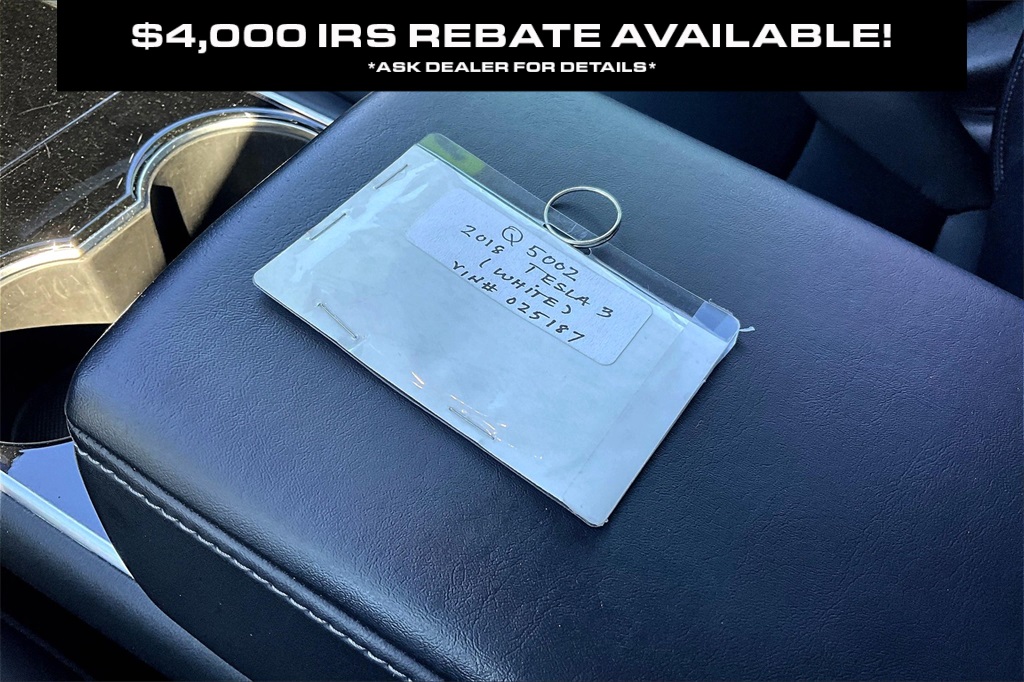 $4,000 IRS REBATE AVAILABLE!
*ASK DEALER FOR DETAILS*
Q 5002
2018 TESLA 3
(WHITE)
VIN# 025187